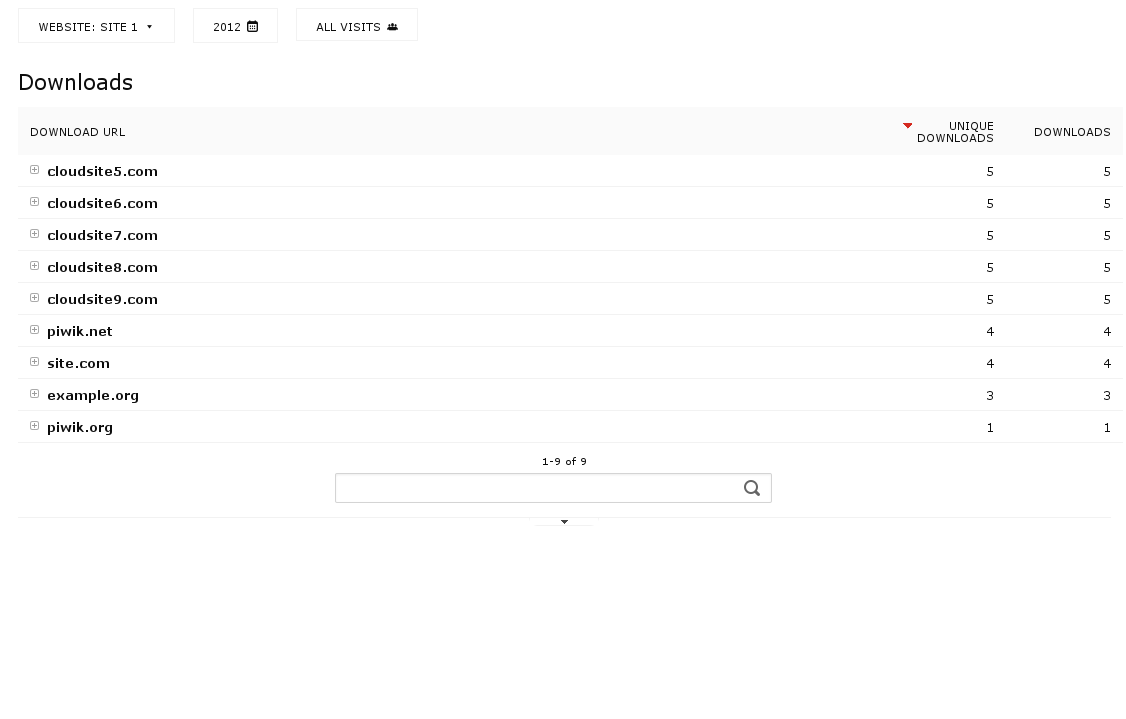 WEBSITE: SITE 1 2012 ALL VISITS
Downloads
DOWNLOAD URL UNIQUE DOWNLOADS DOWNLOADS
cloudsite5.com 5 5
cloudsite6.com 5 5
cloudsite7.com 5 5
cloudsite8.com 5 5
cloudsite9.com 5 5
piwik.net 4 4
site.com 4 4
example.org 3 3
piwik.org 1 1
1-9 of 9